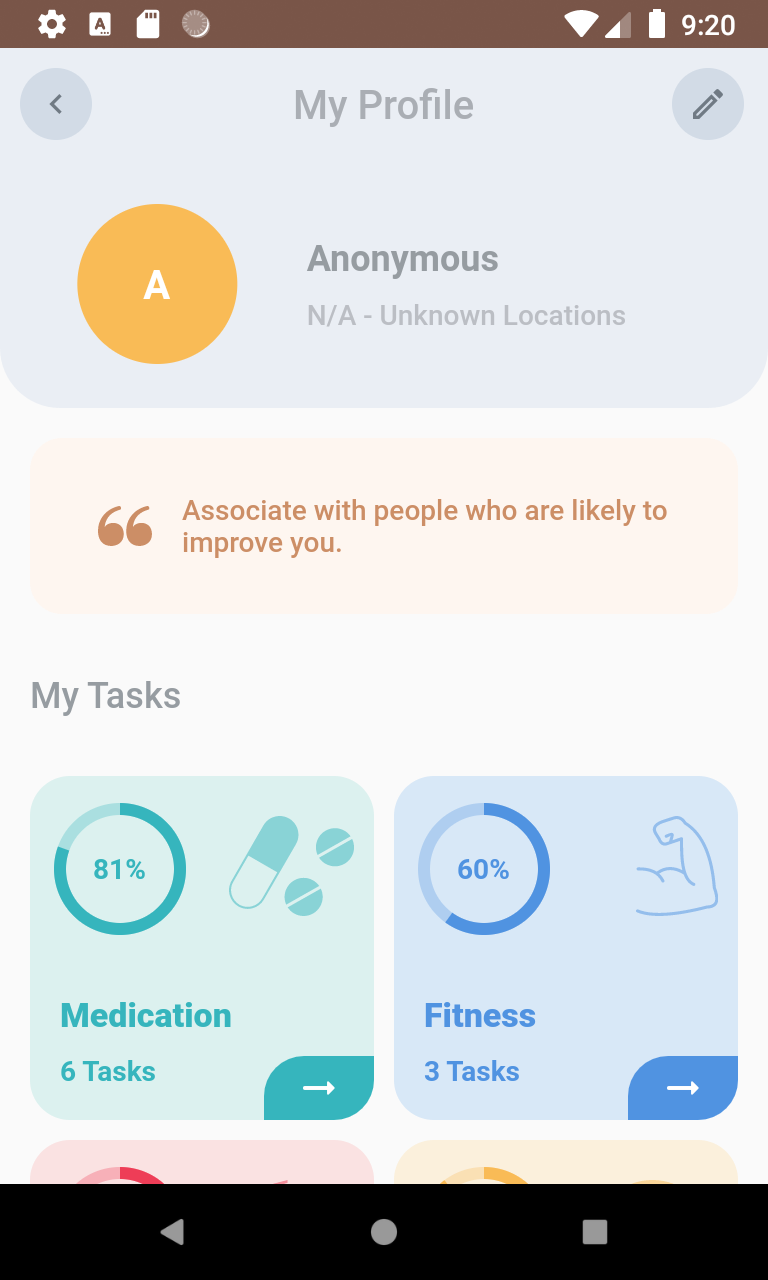 9:20
My Profile
A
Anonymous
N/A - Unknown Locations
Associate with people who are likely to
improve you.
My Tasks
81%
60%
Medication
Fitness
6 Tasks
3 Tasks